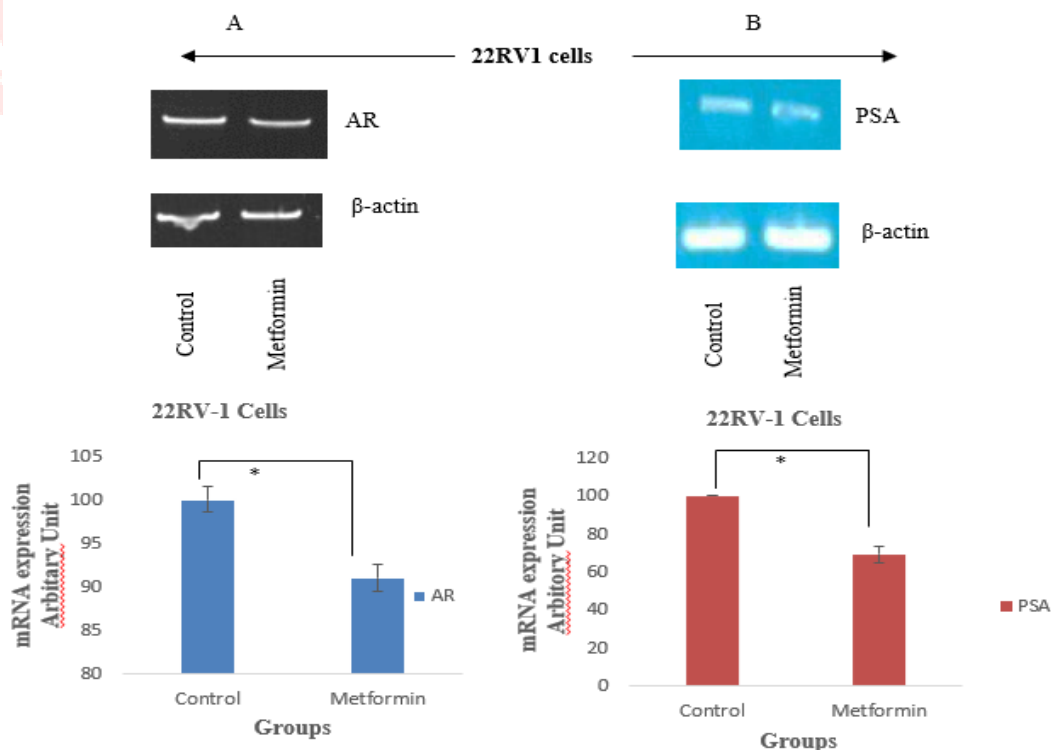 A
B
22RV1 cells
AR
PSA
β-actin
β-actin
Control
Metformin
Control
Metformin
22RV-1 Cells
mRNA expression
Arbitary Unit
105
100
95
90
85
80
*
AR
Control
Metformin
Groups
22RV-1 Cells
mRNA expression
Arbitory Unit
120
100
80
60
40
20
0
*
PSA
Control
Metformin
Groups